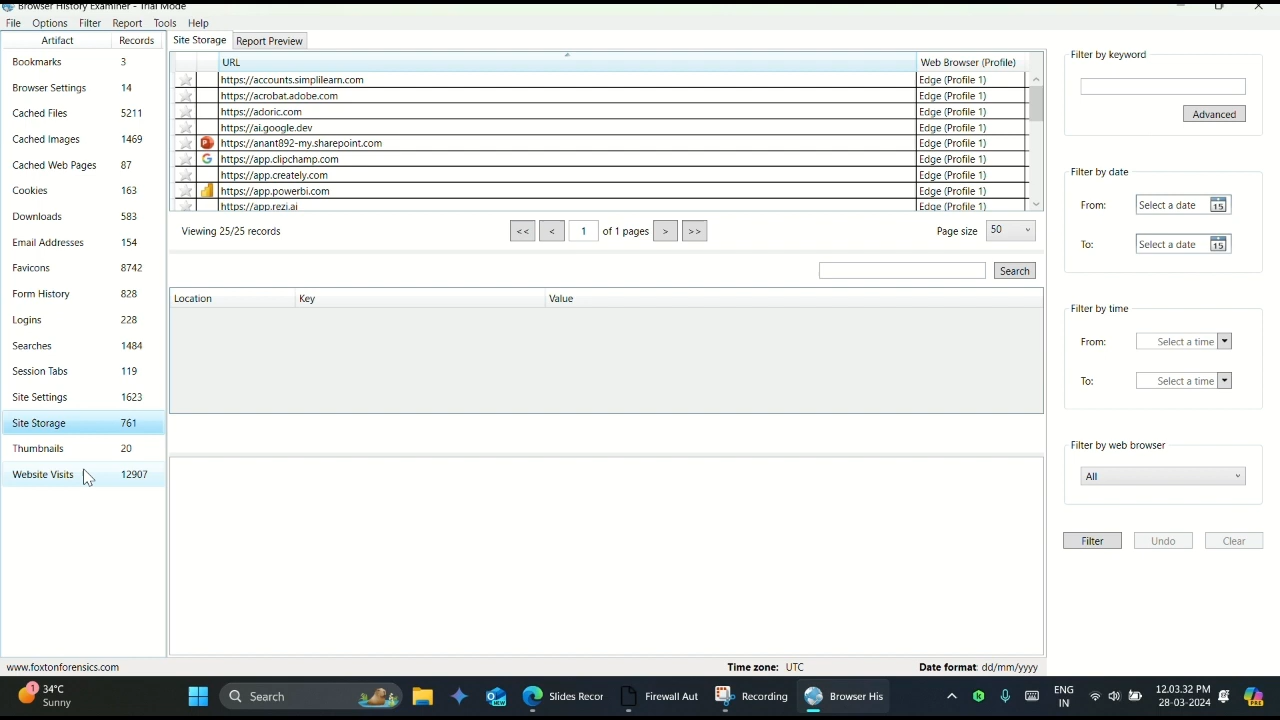 Browser History Examiner - Trial Mode
File Options Filter Report Tools Help
Artifact Records
Bookmarks 3
Browser Settings 14
Cached Files 5211
Cached Images 1469
Cached Web Pages 87
Cookies 163
Downloads 583
Email Addresses 154
Favicons 8742
Form History 828
Logins 228
Searches 1484
Session Tabs 119
Site Settings 1623
Site Storage 761
Thumbnails 20
Website Visits 12907
Site Storage Report Preview
URL Web Browser (Profile)
https://accounts.simplilearn.com Edge (Profile 1)
https://acrobat.adobe.com Edge (Profile 1)
https://adoric.com Edge (Profile 1)
https://ai.google.dev Edge (Profile 1)
https://anant892-my.sharepoint.com Edge (Profile 1)
https://app.clipchamp.com Edge (Profile 1)
https://app.creately.com Edge (Profile 1)
https://app.powerbi.com Edge (Profile 1)
https://app.rezi.ai Edge (Profile 1)
Viewing 25/25 records << < 1 of 1 pages > >> Page size 50
Search
Location Key Value
Filter by keyword
Advanced
Filter by date
From: Select a date 15
To: Select a date 15
Filter by time
From: Select a time
To: Select a time
Filter by web browser
All
Filter Undo Clear
www.foxtonforensics.com Time zone: UTC Date format: dd/mm/yyyy
1 34°C
Sunny
Search
NEW
Slides Recor
Firewall Aut
Recording
Browser His
ENG
IN
12.03.32 PM
28-03-2024
PRE